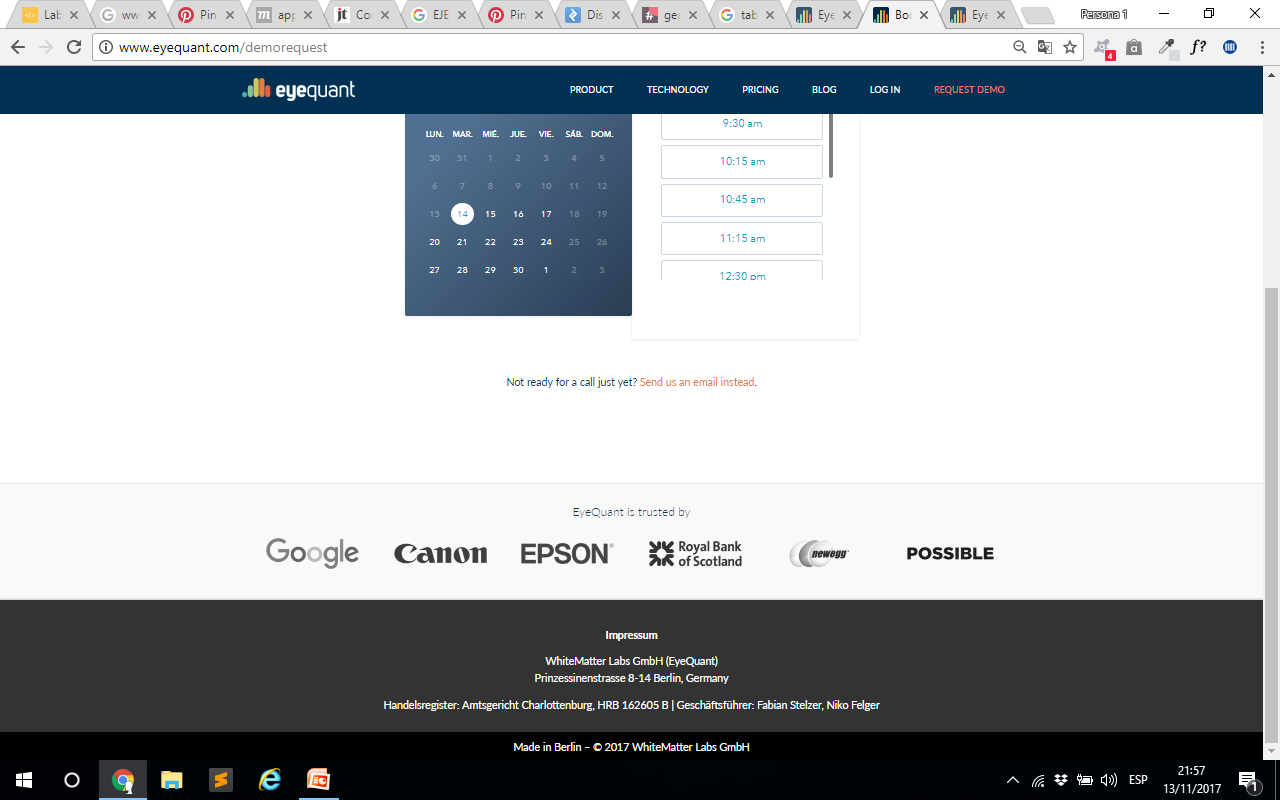 Lab
ww
Pin
app
Co
EJE
Pin
Dis
ger
tab
Eye
Bo
Eye
Persona 1
www.eyequant.com/demorequest
4
a
f?
eyequant
PRODUCT
TECHNOLOGY
PRICING
BLOG
LOG IN
REQUEST DEMO
LUN. MAR. MIÉ. JUE. VIE. SÁB. DOM.
30 31 1 2 3 4 5
6 7 8 9 10 11 12
13 14 15 16 17 18 19
20 21 22 23 24 25 26
27 28 29 30 1 2 3
9:30 am
10:15 am
10:45 am
11:15 am
12:30 pm
Not ready for a call just yet? Send us an email instead.
EyeQuant is trusted by
Google
Canon
EPSON
Royal Bank
of Scotland
newegg
POSSIBLE
Impressum
WhiteMatter Labs GmbH (EyeQuant)
Prinzessinenstrasse 8-14 Berlin, Germany
Handelsregister: Amtsgericht Charlottenburg, HRB 162605 B | Geschäftsführer: Fabian Stelzer, Niko Felger
Made in Berlin – © 2017 WhiteMatter Labs GmbH
ESP
21:57
13/11/2017
1